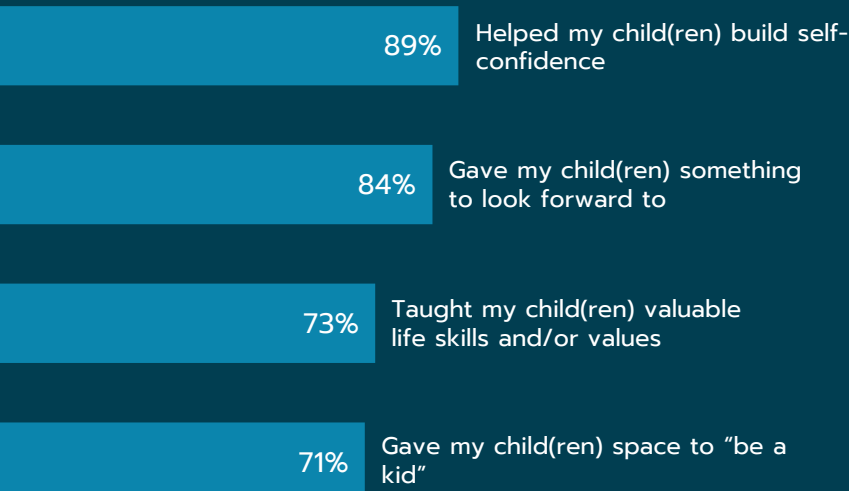 89%
Helped my child(ren) build self-
confidence
84%
Gave my child(ren) something
to look forward to
73%
Taught my child(ren) valuable
life skills and/or values
71%
Gave my child(ren) space to “be a
kid”